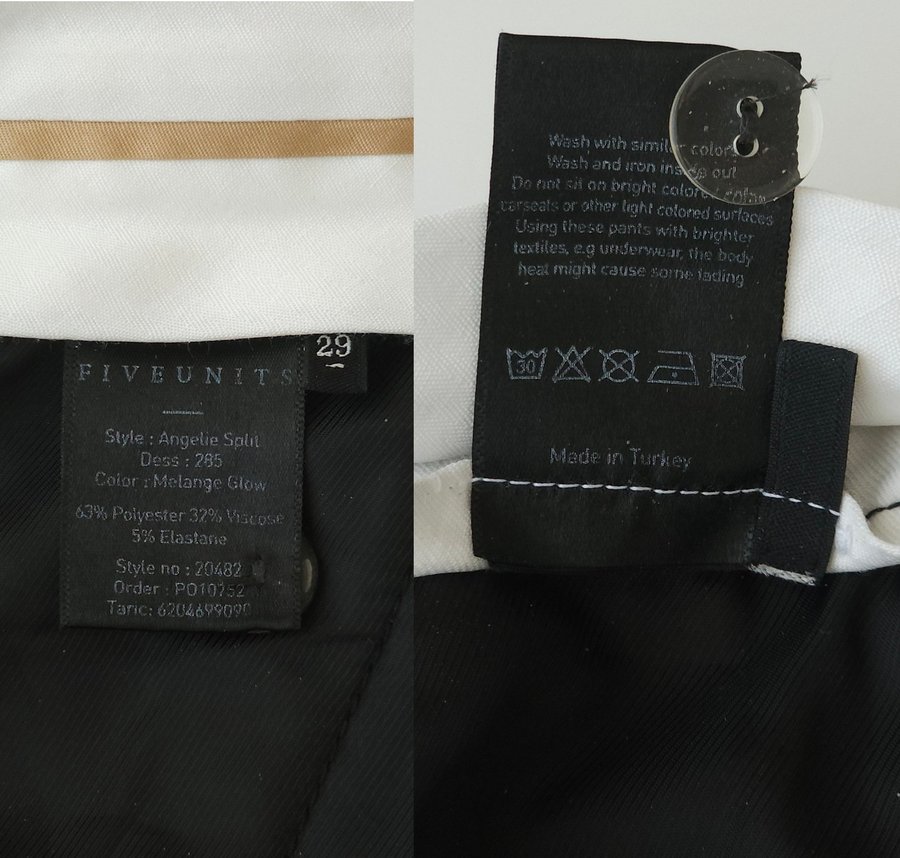 29
FIVEUNITS
Style : Angelie Split
Dess : 285
Color : Melange Glow
63% Polyester 32% Viscose
5% Elastane
Style no : 20482
Order : PO10752
Taric: 6204699090
Wash with similar colors
Wash and iron inside out
Do not sit on bright colored sofas,
carseals or other light colored surfaces
Using these pants with brighter
textiles, e.g underwear, the body
heat might cause some fading
30
Made in Turkey